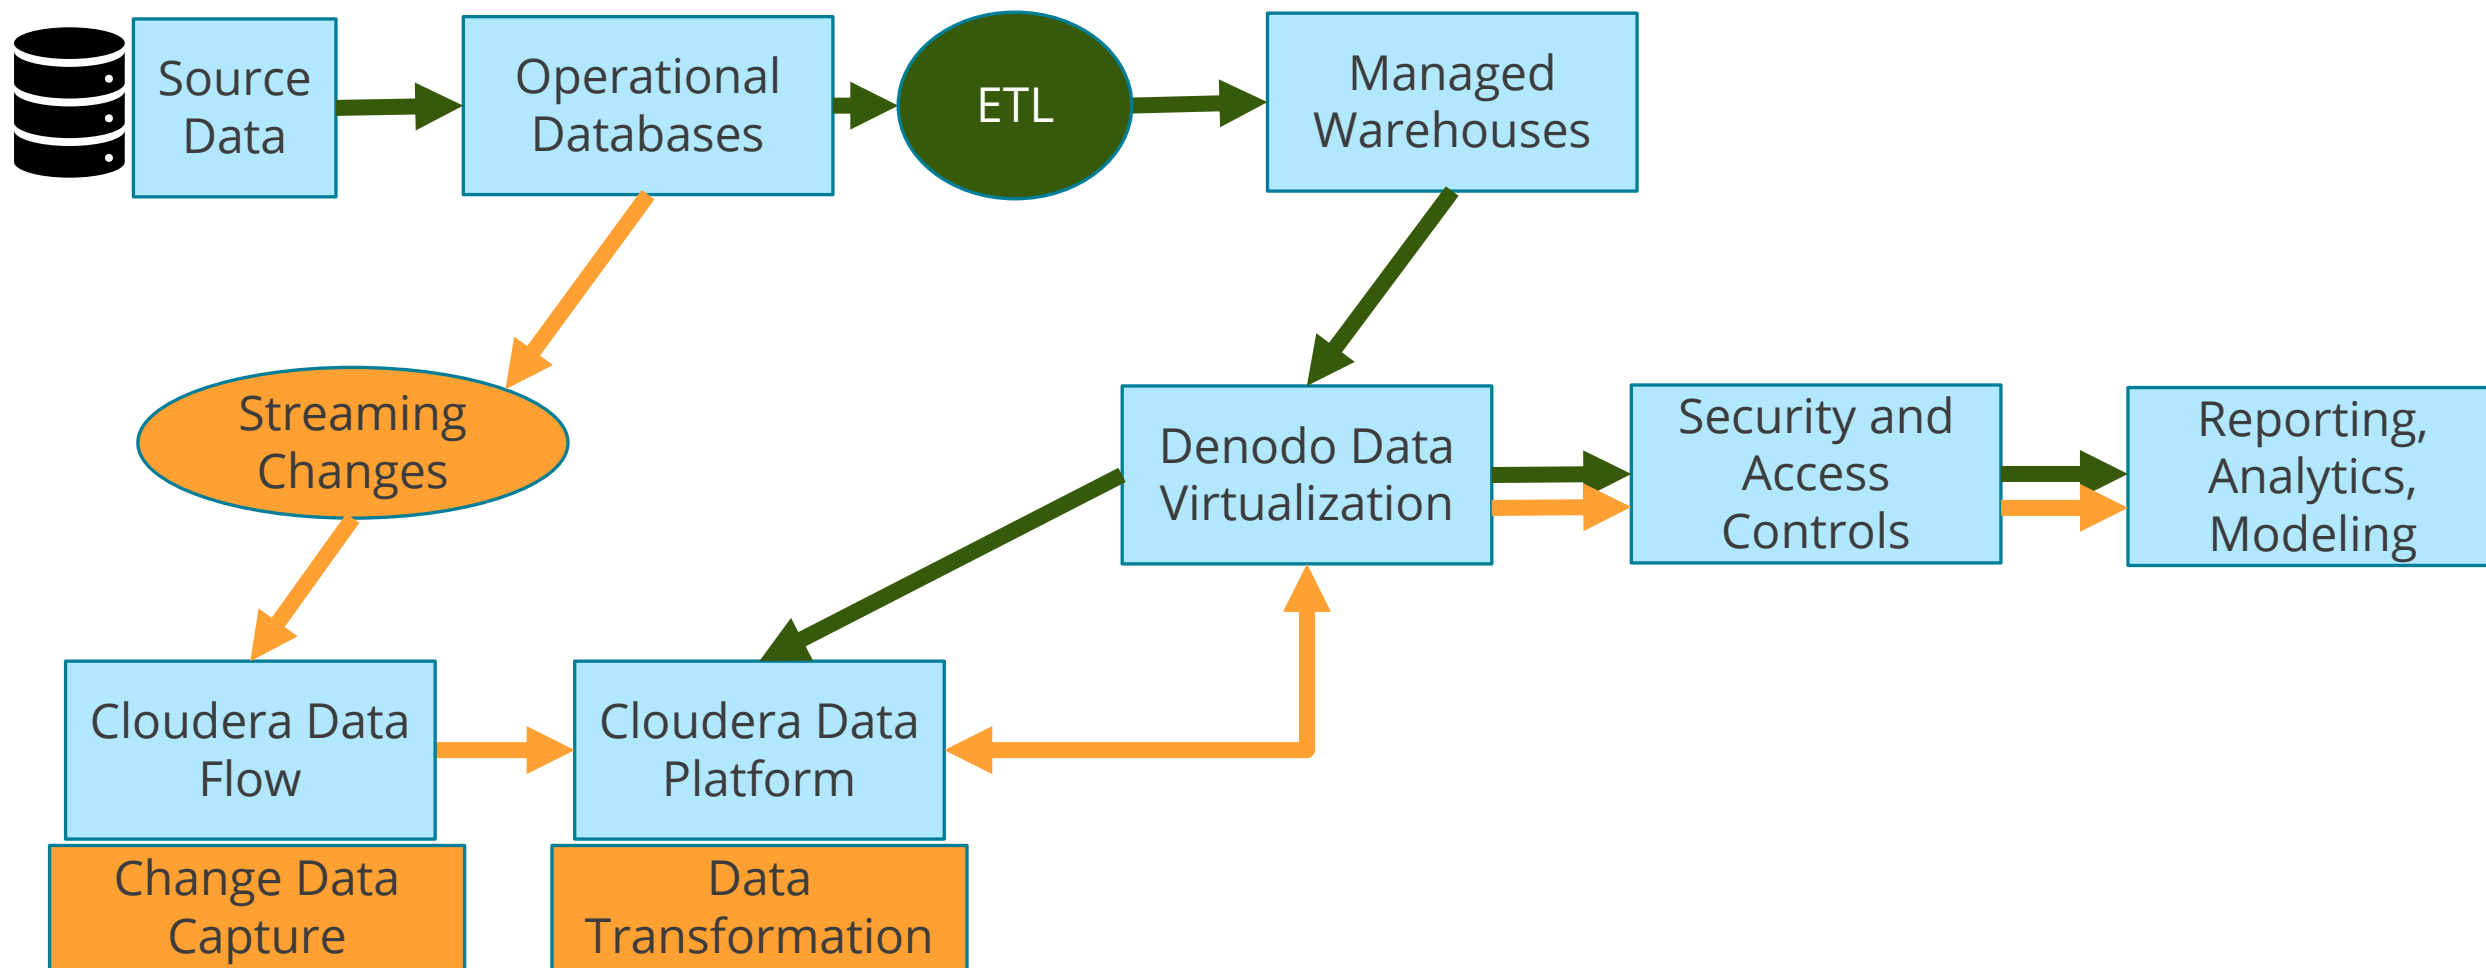 Source
Data
Operational
Databases
ETL
Managed
Warehouses
Streaming
Changes
Denodo Data
Virtualization
Security and
Access
Controls
Reporting,
Analytics,
Modeling
Cloudera Data
Flow
Cloudera Data
Platform
Change Data
Capture
Data
Transformation